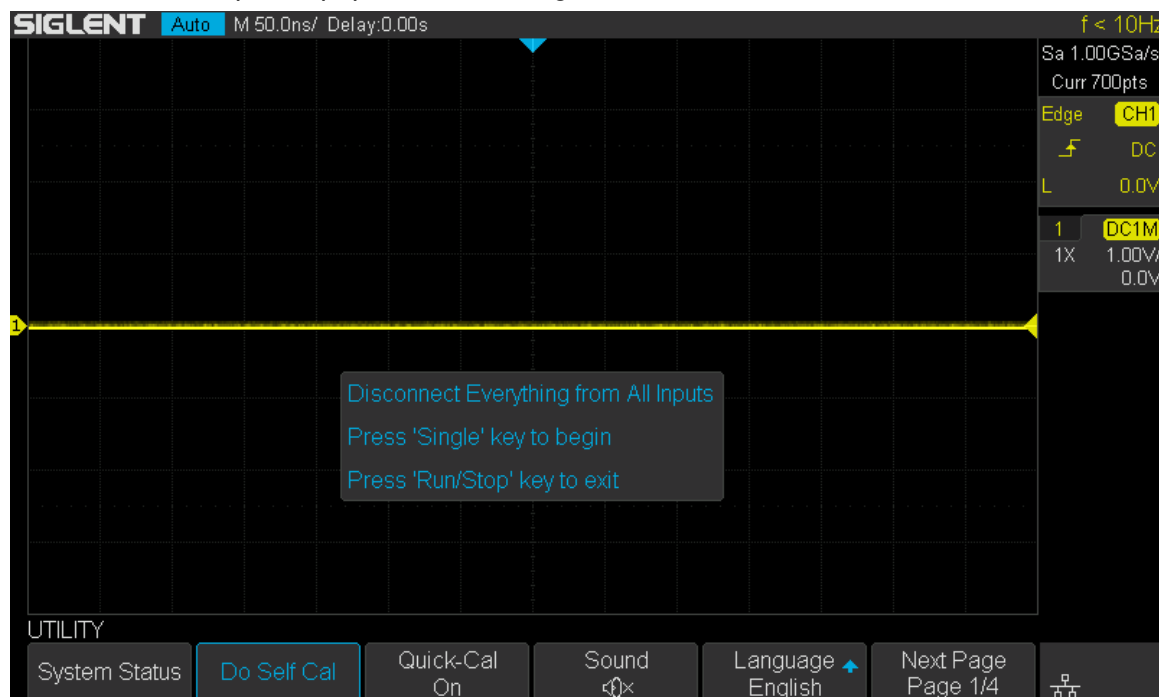 SIGLENT Auto M 50.0ns/ Delay:0.00s f < 10Hz
Sa 1.00GSa/s
Curr 700pts
Edge CH1
DC
L 0.0V
1 DC1M
1X 1.00V/
0.0V
1
Disconnect Everything from All Inputs
Press 'Single' key to begin
Press 'Run/Stop' key to exit
UTILITY
System Status Do Self Cal Quick-Cal Sound Language Next Page
On English Page 1/4